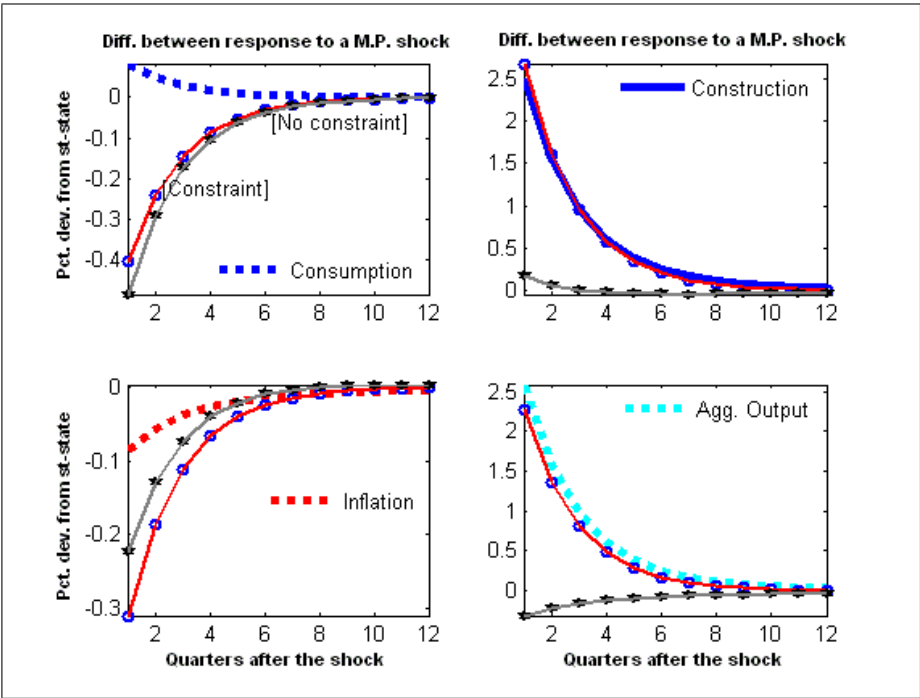 Diff. between response to a M.P. shock
Pct. dev. from st-state
0
-0.1
-0.2
-0.3
-0.4
[No constraint]
[Constraint]
Consumption
2 4 6 8 10 12
Diff. between response to a M.P. shock
2.5
2
1.5
1
0.5
0
Construction
2 4 6 8 10 12
Pct. dev. from st-state
0
-0.1
-0.2
-0.3
Inflation
2 4 6 8 10 12
Quarters after the shock
2.5
2
1.5
1
0.5
0
Agg. Output
2 4 6 8 10 12
Quarters after the shock